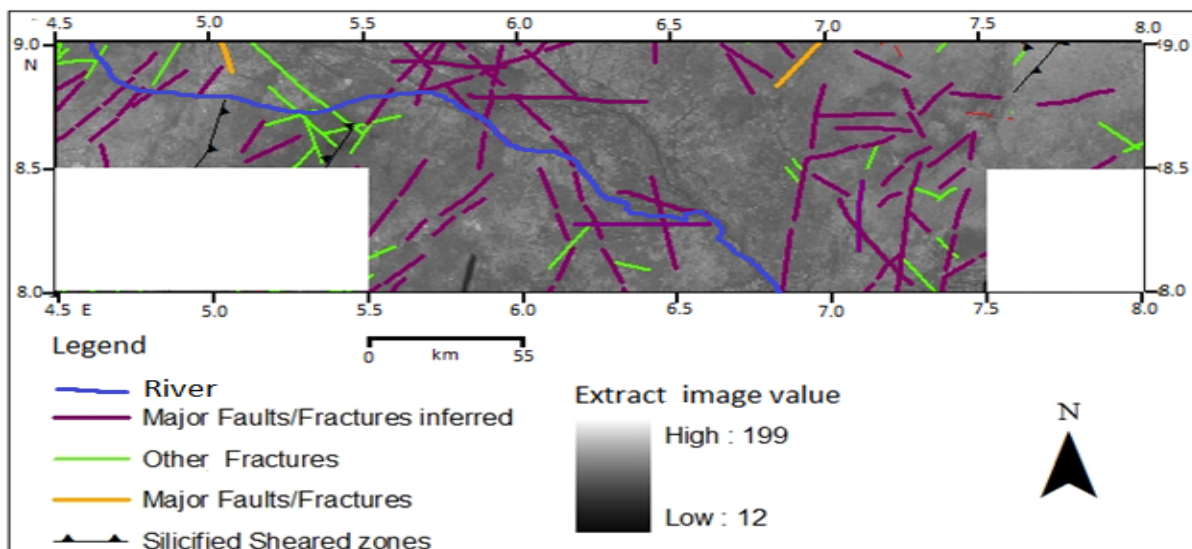 4.5 5.0 5.5 6.0 6.5 7.0 7.5 8.0
9.0 9.0
N
8.5 8.5
8.0 8.0
4.5 E 5.0 5.5 6.0 6.5 7.0 7.5 8.0
Legend
0 km 55
River
Major Faults/Fractures inferred
Other Fractures
Major Faults/Fractures
Silicified Sheared zones
Extract image value
High : 199
Low : 12
N